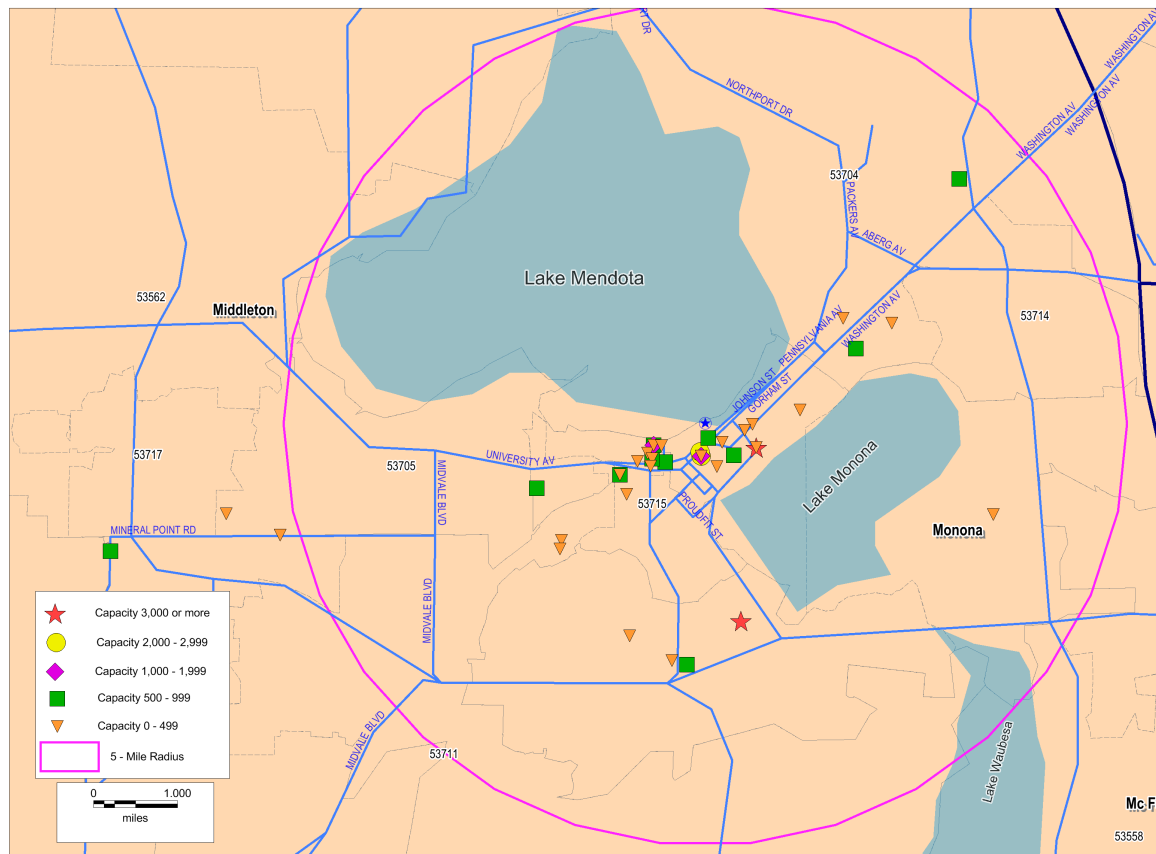 RT DR
WASHINGTON AV
NORTHPORT DR
WASHINGTON AV
WASHINGTON AV
53704
PACKERS AV
ABERG AV
Lake Mendota
53562
Middleton
53714
PENNSYLVANIA AV
WASHINGTON AV
JOHNSON ST
GORHAM ST
53717
53705
UNIVERSITY AV
MIDVALE BLVD
Lake Monona
53715
PROUDFIT ST
MINERAL POINT RD
Monona
MIDVALE BLVD
Capacity 3,000 or more
Capacity 2,000 - 2,999
Capacity 1,000 - 1,999
Capacity 500 - 999
Capacity 0 - 499
5 - Mile Radius
MIDVALE BLVD
53711
Lake Waubesa
0 1.000
miles
Mc F
53558